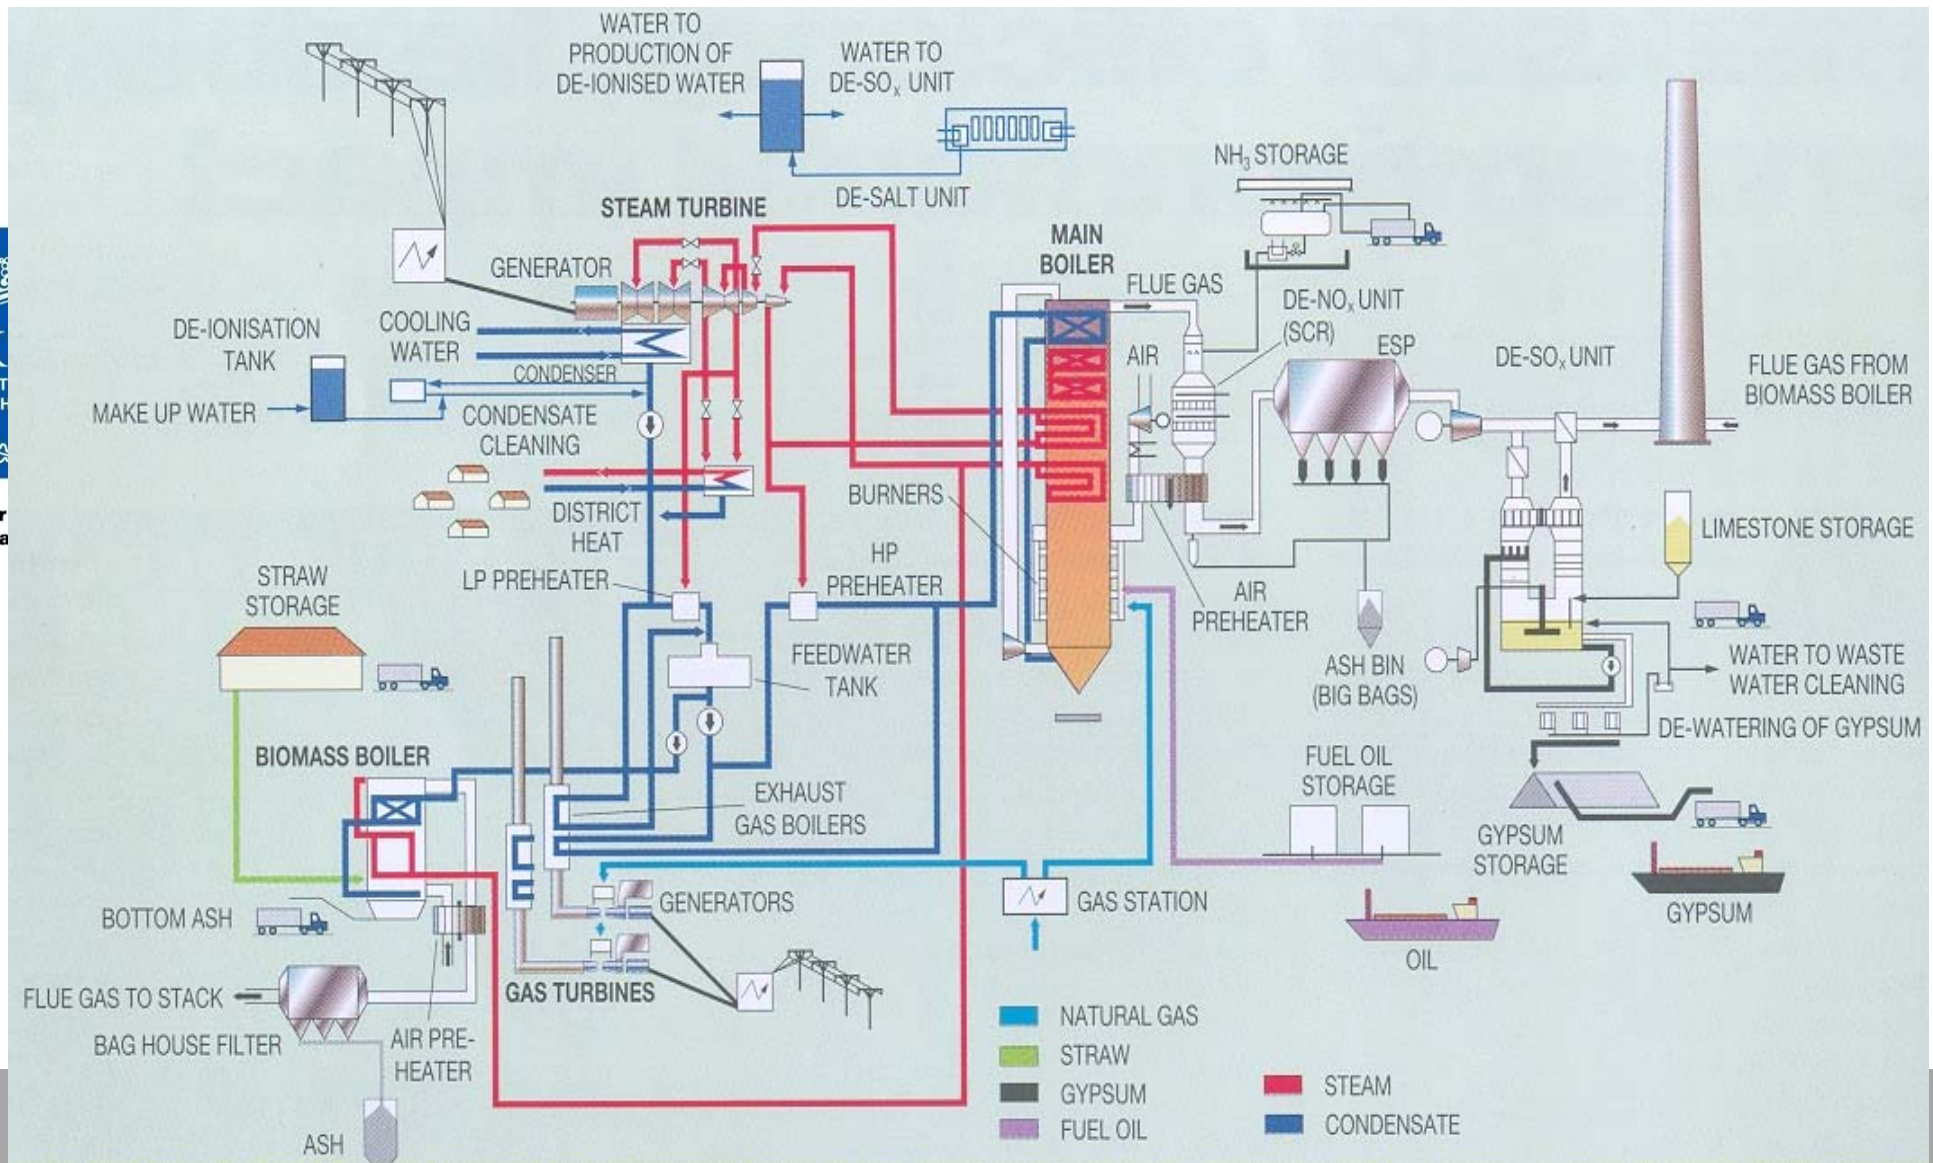 WATER TO
PRODUCTION OF
DE-IONISED WATER
WATER TO
DE-SOx UNIT
DE-SALT UNIT
NH3 STORAGE
STEAM TURBINE
MAIN
BOILER
GENERATOR
FLUE GAS
DE-NOx UNIT
(SCR)
DE-IONISATION
TANK
COOLING
WATER
AIR
ESP
DE-SOx UNIT
FLUE GAS FROM
BIOMASS BOILER
CONDENSER
MAKE UP WATER
CONDENSATE
CLEANING
BURNERS
DISTRICT
HEAT
LIMESTONE STORAGE
HP
PREHEATER
LP PREHEATER
STRAW
STORAGE
AIR
PREHEATER
FEEDWATER
TANK
ASH BIN
(BIG BAGS)
WATER TO WASTE
WATER CLEANING
DE-WATERING OF GYPSUM
BIOMASS BOILER
FUEL OIL
STORAGE
EXHAUST
GAS BOILERS
GYPSUM
STORAGE
GENERATORS
GAS STATION
GYPSUM
BOTTOM ASH
OIL
FLUE GAS TO STACK
GAS TURBINES
BAG HOUSE FILTER
AIR PRE-
HEATER
NATURAL GAS
STRAW
GYPSUM
FUEL OIL
STEAM
CONDENSATE
ASH